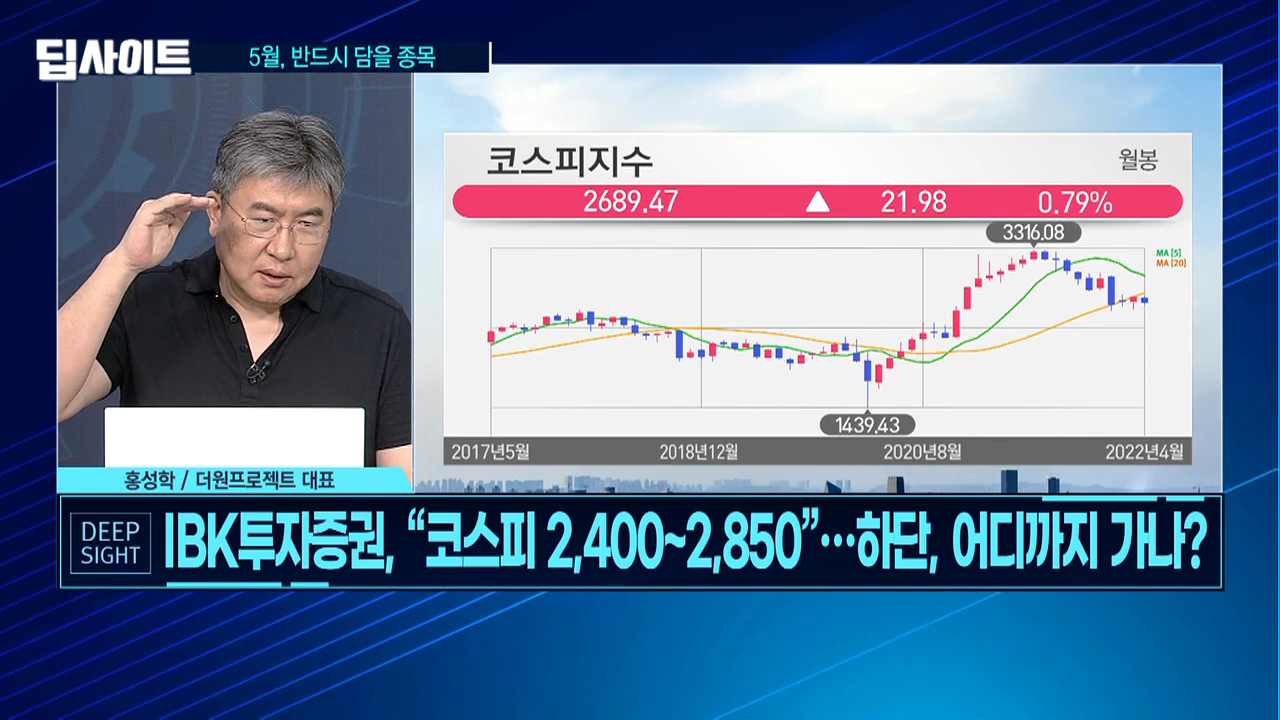 딥사이트
5월, 반드시 담을 종목
코스피지수
월봉
2689.47 ▲ 21.98 0.79%
3316.08
MA [5]
MA [20]
1439.43
2017년5월 2018년12월 2020년8월 2022년4월
홍성학 / 더원프로젝트 대표
DEEP
SIGHT
IBK투자증권, “코스피 2,400~2,850”…하단, 어디까지 가나?